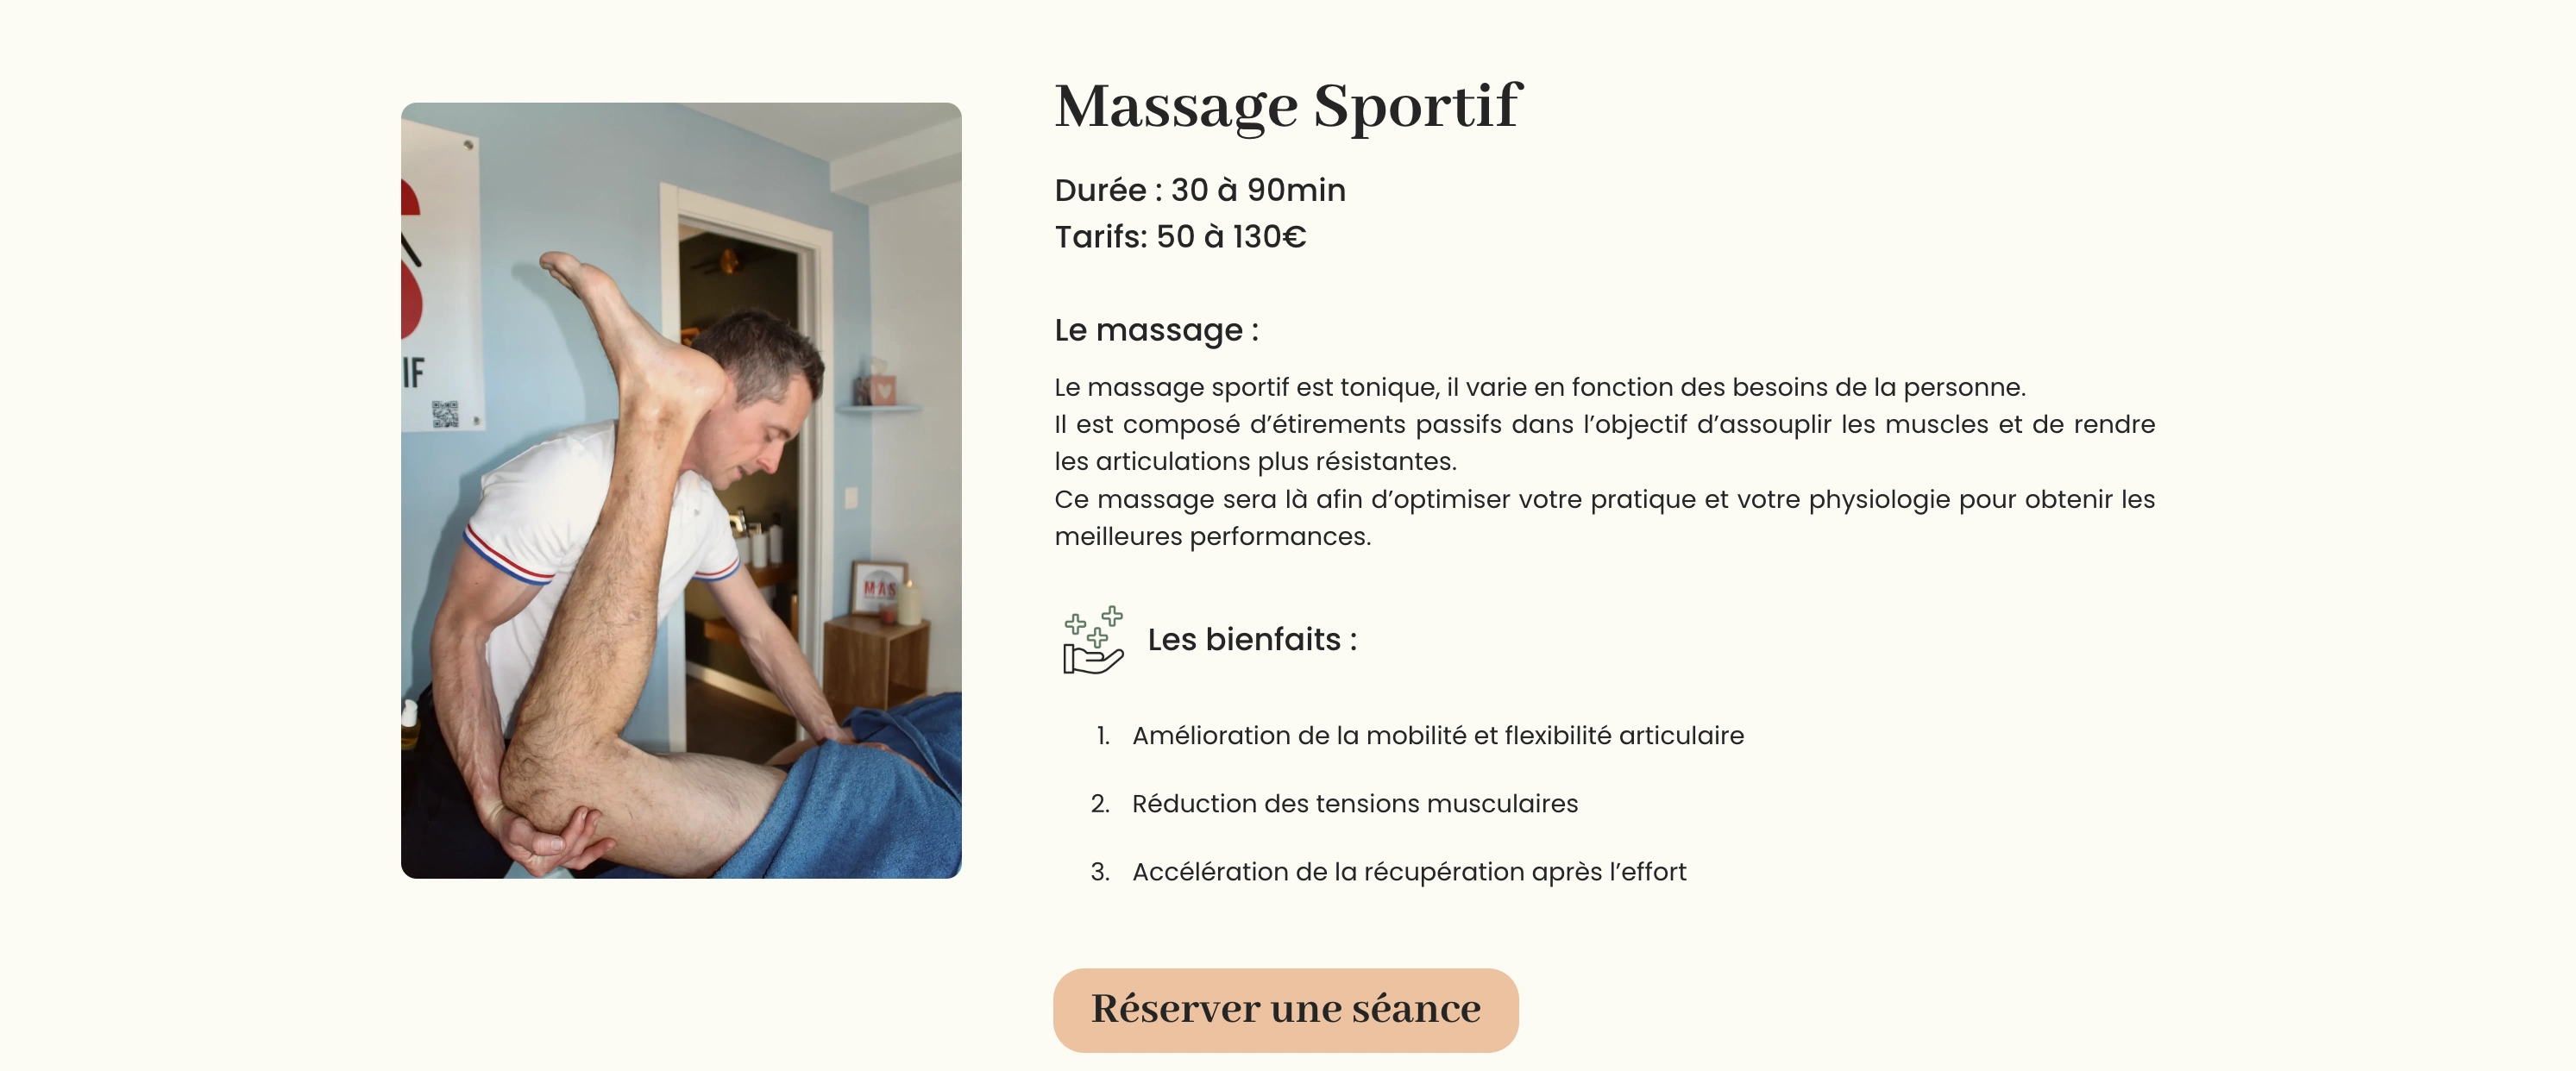 Massage Sportif
Durée : 30 à 90min
Tarifs: 50 à 130€
Le massage :
Le massage sportif est tonique, il varie en fonction des besoins de la personne.
Il est composé d’étirements passifs dans l’objectif d’assouplir les muscles et de rendre
les articulations plus résistantes.
Ce massage sera là afin d’optimiser votre pratique et votre physiologie pour obtenir les
meilleures performances.
Les bienfaits :
1. Amélioration de la mobilité et flexibilité articulaire
2. Réduction des tensions musculaires
3. Accélération de la récupération après l’effort
Réserver une séance
IF
MAS